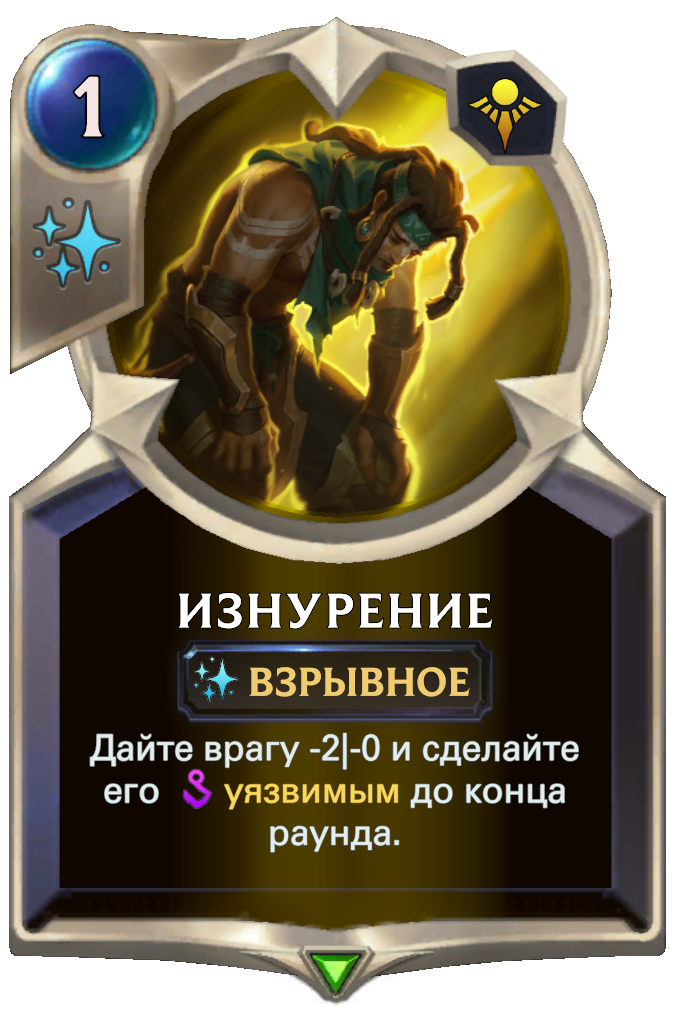 1
ИЗНУРЕНИЕ
ВЗРЫВНОЕ
Дайте врагу -2|-0 и сделайте
его уязвимым до конца
раунда.